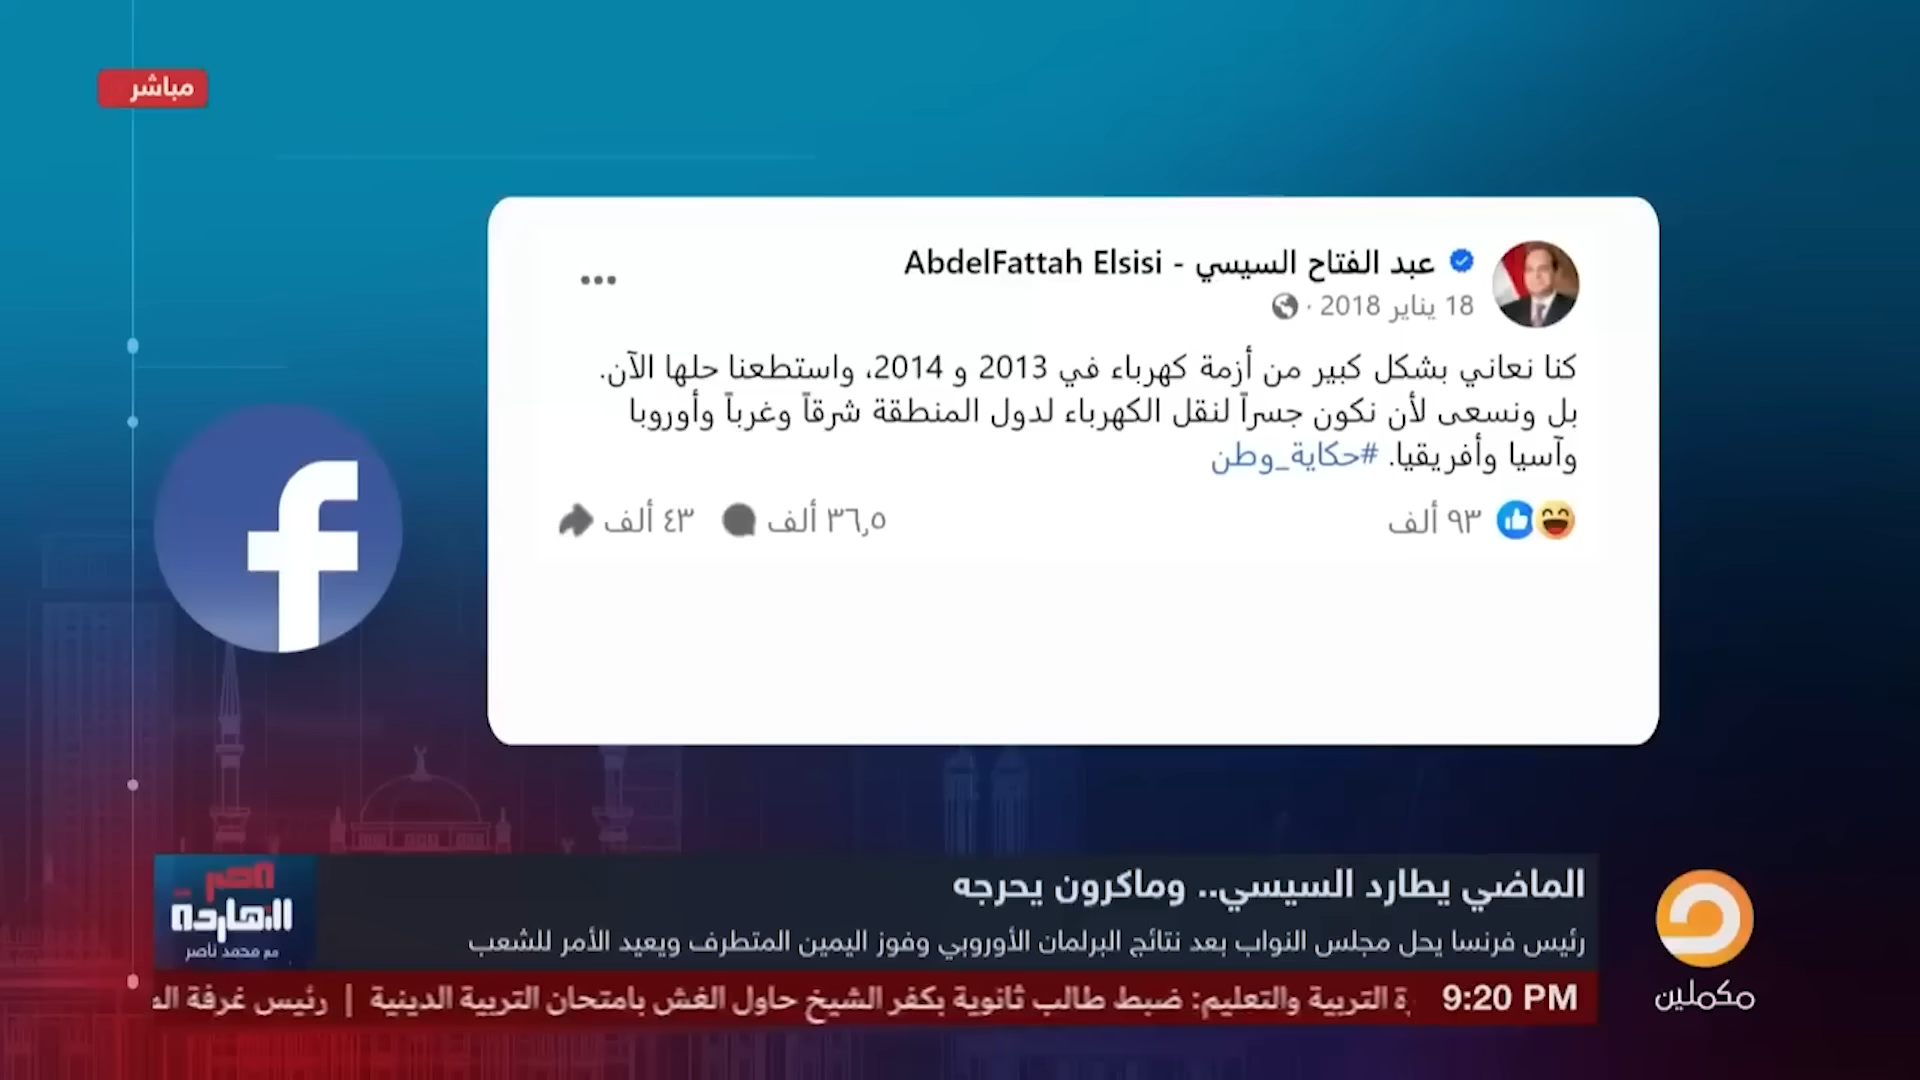 مباشر
عبد الفتاح السيسي - AbdelFattah Elsisi
18 يناير 2018 ·
كنا نعاني بشكل كبير من أزمة كهرباء في 2013 و 2014، واستطعنا حلها الآن.
بل ونسعى لأن نكون جسراً لنقل الكهرباء لدول المنطقة شرقاً وغرباً وأوروبا
وآسيا وأفريقيا. #حكاية_وطن
٩٣ ألف ٣٦,٥ ألف ٤٣ ألف
الماضي يطارد السيسي.. وماكرون يحرجه
رئيس فرنسا يحل مجلس النواب بعد نتائج البرلمان الأوروبي وفوز اليمين المتطرف ويعيد الأمر للشعب
مصر
النهاردة
مع محمد ناصر
9:20 PM
ة التربية والتعليم: ضبط طالب ثانوية بكفر الشيخ حاول الغش بامتحان التربية الدينية | رئيس غرفة
مكملين